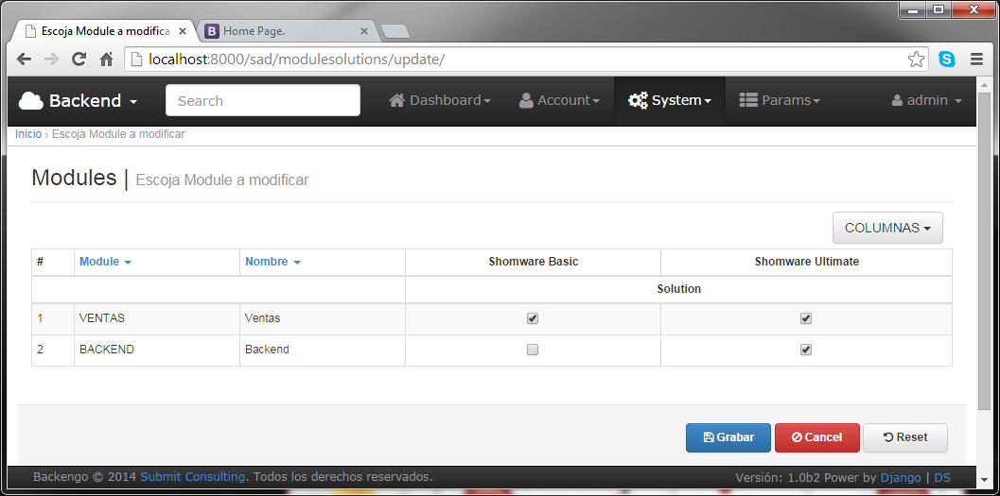 Escoja Module a modifica
Home Page.
localhost:8000/sad/modulesolutions/update/
Backend
Search
Dashboard
Account
System
Params
admin
Inicio › Escoja Module a modificar
Modules | Escoja Module a modificar
COLUMNAS
# Module Nombre Shomware Basic Shomware Ultimate
Solution
1 VENTAS Ventas
2 BACKEND Backend
Grabar
Cancel
Reset
Backengo © 2014 Submit Consulting. Todos los derechos reservados.
Versión: 1.0b2 Power by Django | DS